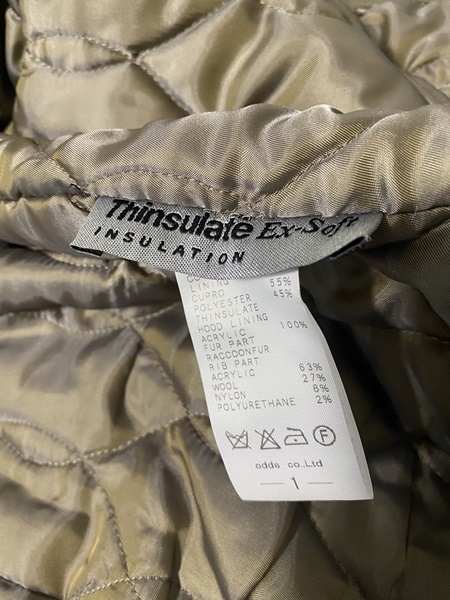 Thinsulate™ Ex-Soft
INSULATION
LINING
CUPRO 55%
POLYESTER 45%
THINSULATE
HOOD LINING
ACRYLIC 100%
FUR PART
RACCOONFUR
RIB PART
ACRYLIC 63%
WOOL 27%
NYLON 8%
POLYURETHANE 2%
F
odds co.,Ltd
— 1 —